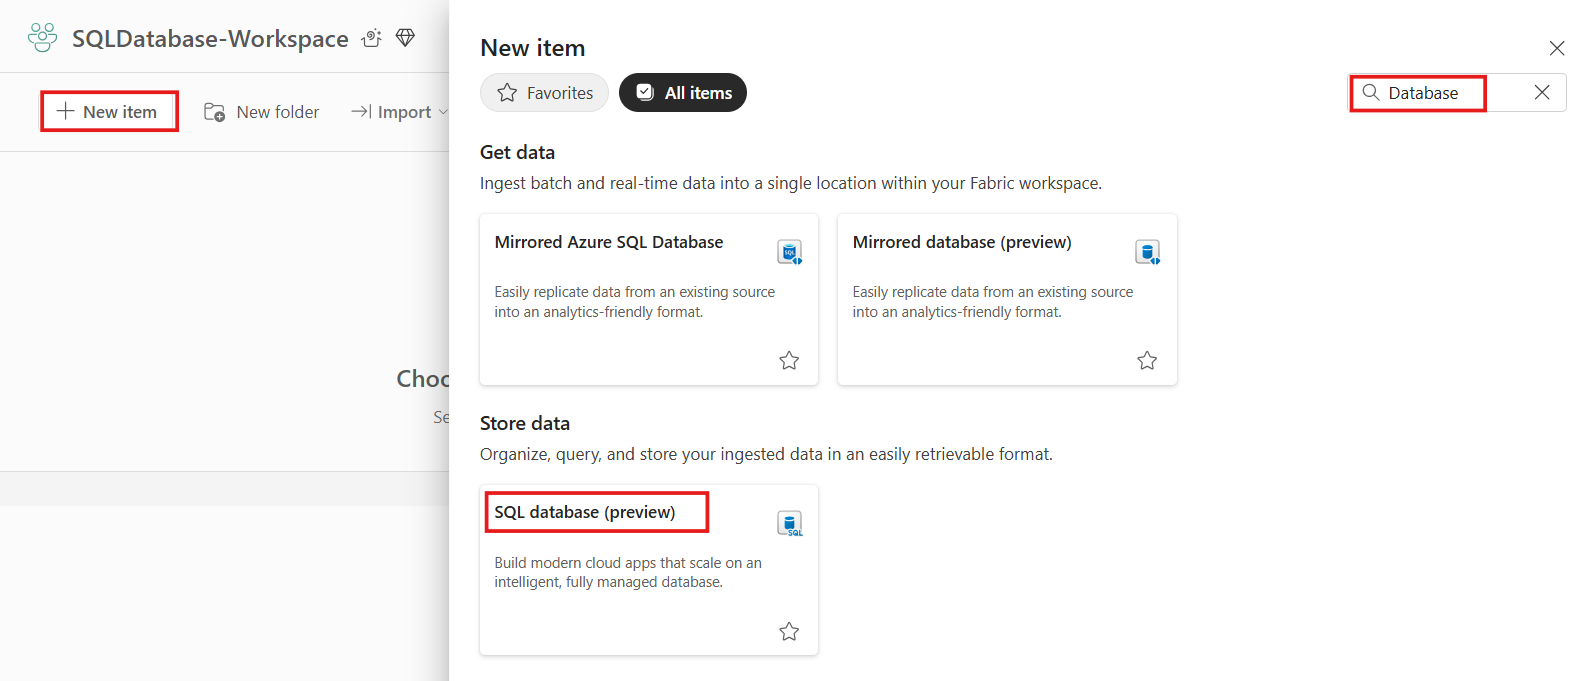 SQLDatabase-Workspace
New item
New folder
Import
Choo
Se
New item
Favorites
All items
Database
Get data
Ingest batch and real-time data into a single location within your Fabric workspace.
Mirrored Azure SQL Database
SQL
Easily replicate data from an existing source
into an analytics-friendly format.
Mirrored database (preview)
Easily replicate data from an existing source
into an analytics-friendly format.
Store data
Organize, query, and store your ingested data in an easily retrievable format.
SQL database (preview)
SQL
Build modern cloud apps that scale on an
intelligent, fully managed database.